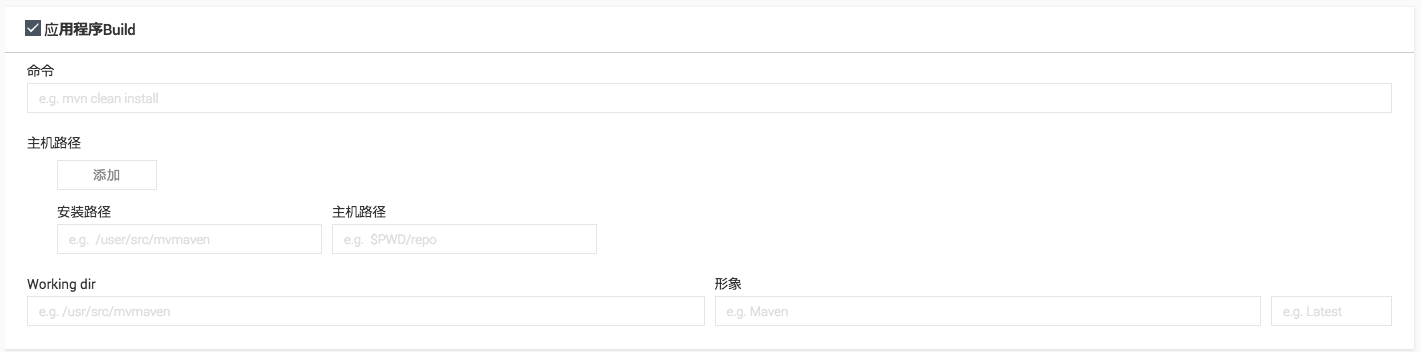 应用程序Build
命令
e.g. mvn clean install
主机路径
添加
安装路径 主机路径
e.g. /user/src/mvmaven e.g. $PWD/repo
Working dir 形象
e.g. /usr/src/mvmaven e.g. Maven e.g. Latest